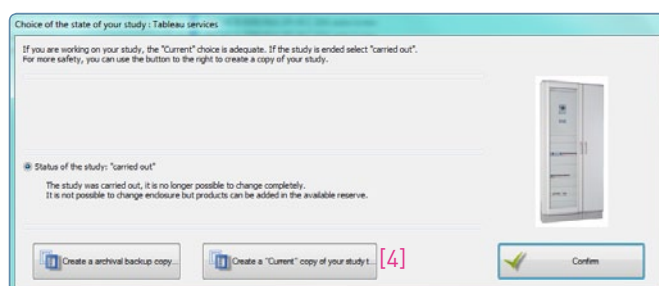 Choice of the state of your study : Tableau services
If you are working on your study, the "Current" choice is adequate. If the study is ended select "carried out".
For more safety, you can use the button to the right to create a copy of your study.
Status of the study: "carried out"
The study was carried out, it is no longer possible to change completely.
It is not possible to change enclosure but products can be added in the available reserve.
Create a archival backup copy... Create a "Current" copy of your study t... [4] Confirm